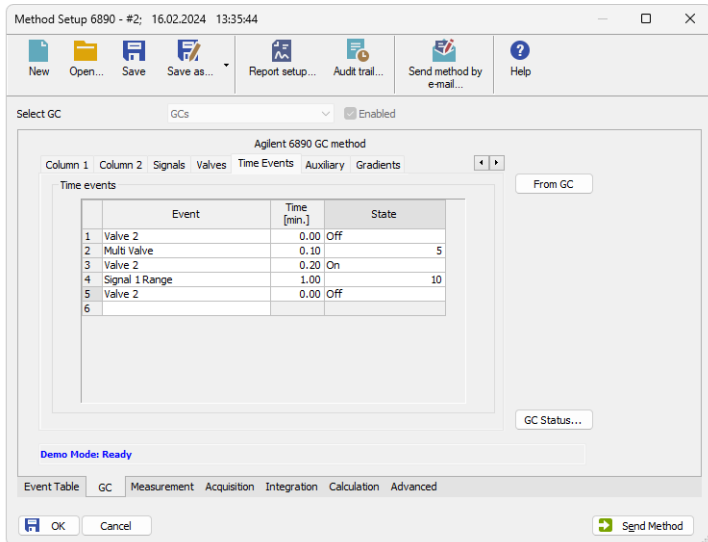 Method Setup 6890 - #2; 16.02.2024 13:35:44
New Open... Save Save as... Report setup... Audit trail... Send method by e-mail... Help
Select GC GCs Enabled
Agilent 6890 GC method
Column 1 Column 2 Signals Valves Time Events Auxiliary Gradients
Time events
From GC
Event Time [min.] State
1 Valve 2 0.00 Off
2 Multi Valve 0.10 5
3 Valve 2 0.20 On
4 Signal 1 Range 1.00 10
5 Valve 2 0.00 Off
6
GC Status...
Demo Mode: Ready
Event Table GC Measurement Acquisition Integration Calculation Advanced
OK Cancel Send Method